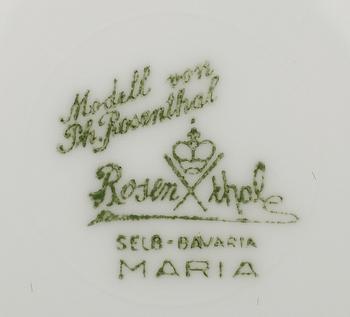 Modell von
Ph. Rosenthal
Rosenthal
SELB-BAVARIA
MARIA